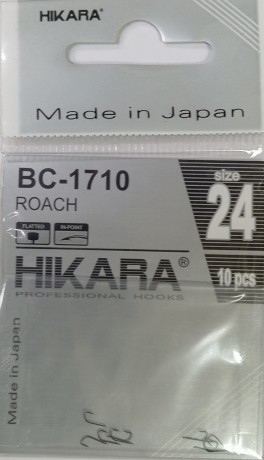 HIKARA®
Made in Japan
BC-1710
ROACH
size
24
10 pcs
FLATTED
IN-POINT
HIKARA®
PROFESSIONAL HOOKS
Made in Japan